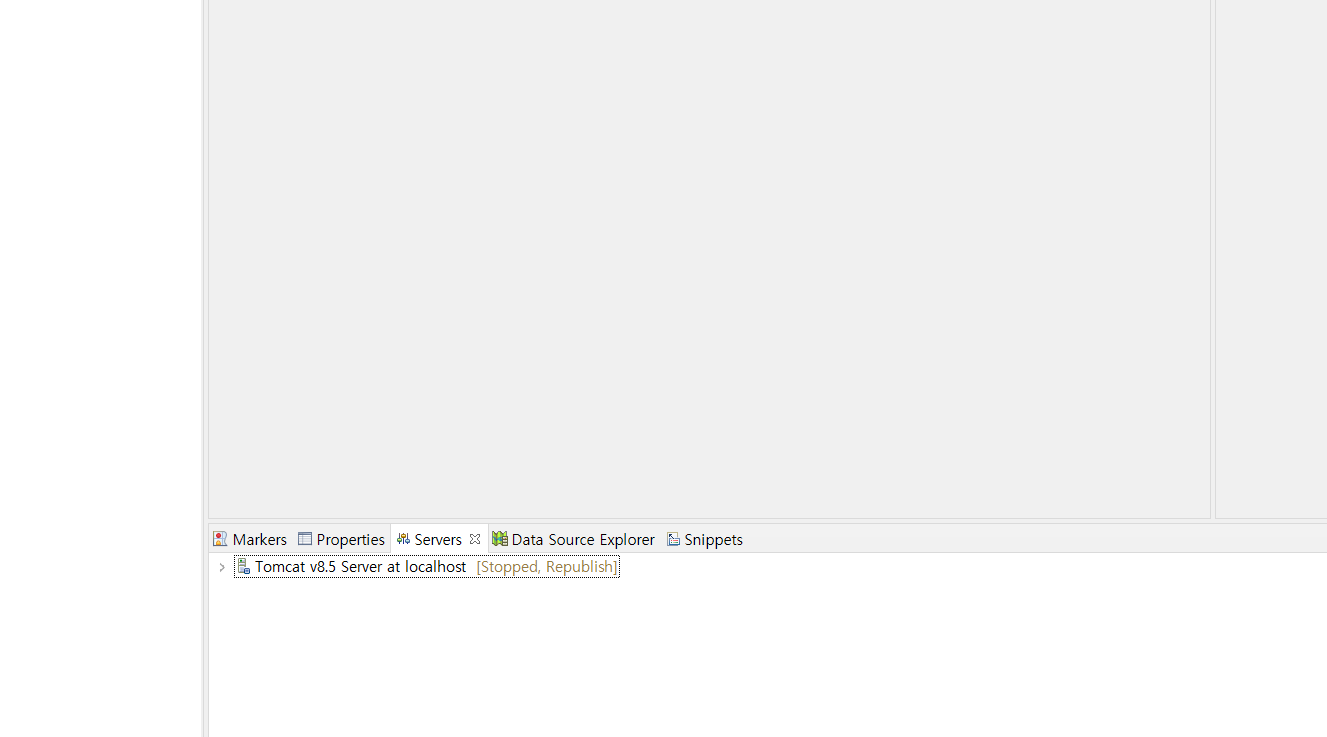 Markers Properties Servers Data Source Explorer Snippets
Tomcat v8.5 Server at localhost [Stopped, Republish]